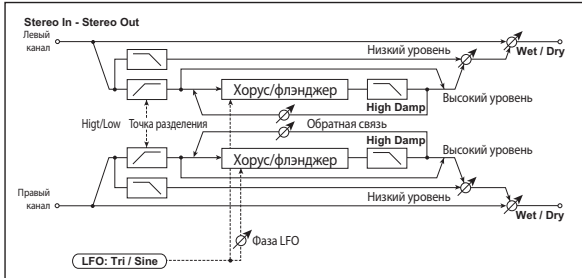 Stereo In - Stereo Out
Левый
канал
Низкий уровень
Wet / Dry
Хорус/флэнджер
High Damp
Высокий уровень
Higt/Low
Точка разделения
Обратная связь
High Damp
Хорус/флэнджер
Высокий уровень
Правый
канал
Низкий уровень
Wet / Dry
Фаза LFO
LFO: Tri / Sine